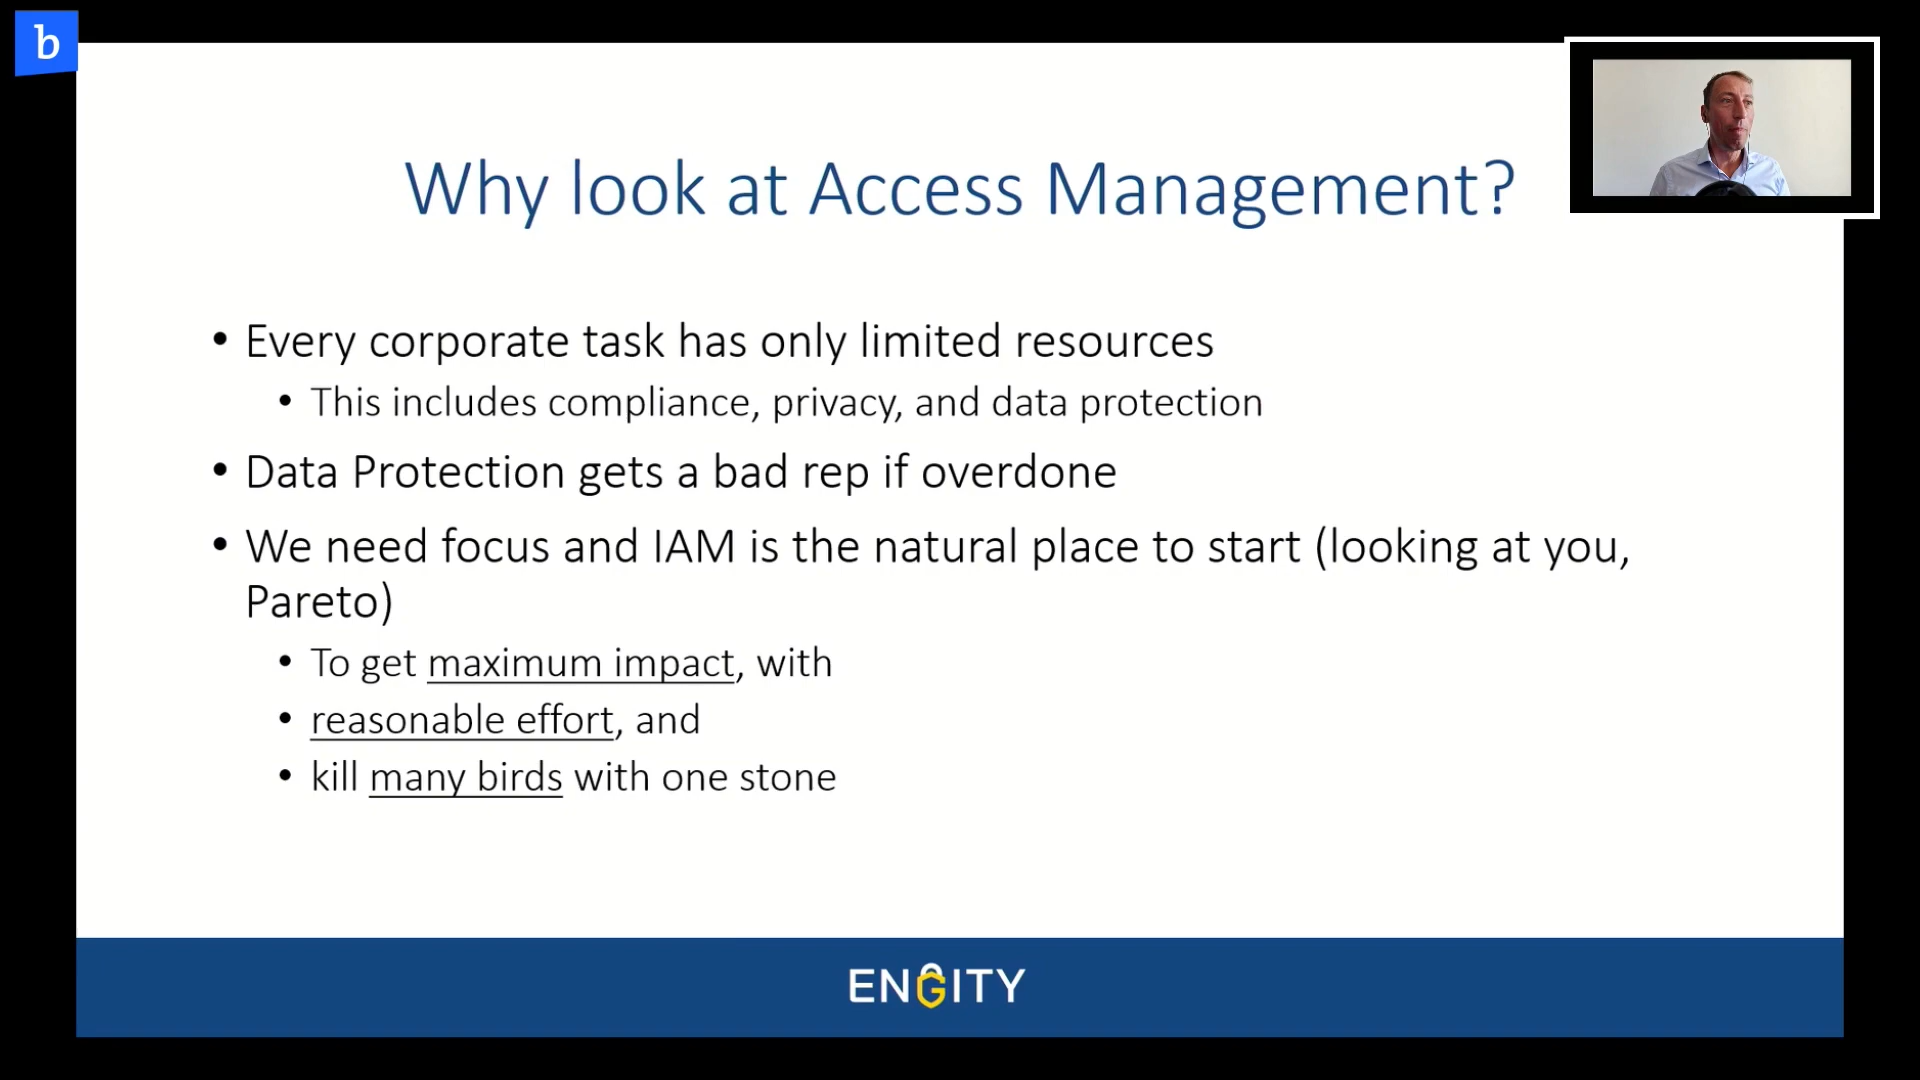 b
Why look at Access Management?
• Every corporate task has only limited resources
• This includes compliance, privacy, and data protection
• Data Protection gets a bad rep if overdone
• We need focus and IAM is the natural place to start (looking at you,
Pareto)
• To get maximum impact, with
• reasonable effort, and
• kill many birds with one stone
ENGITY